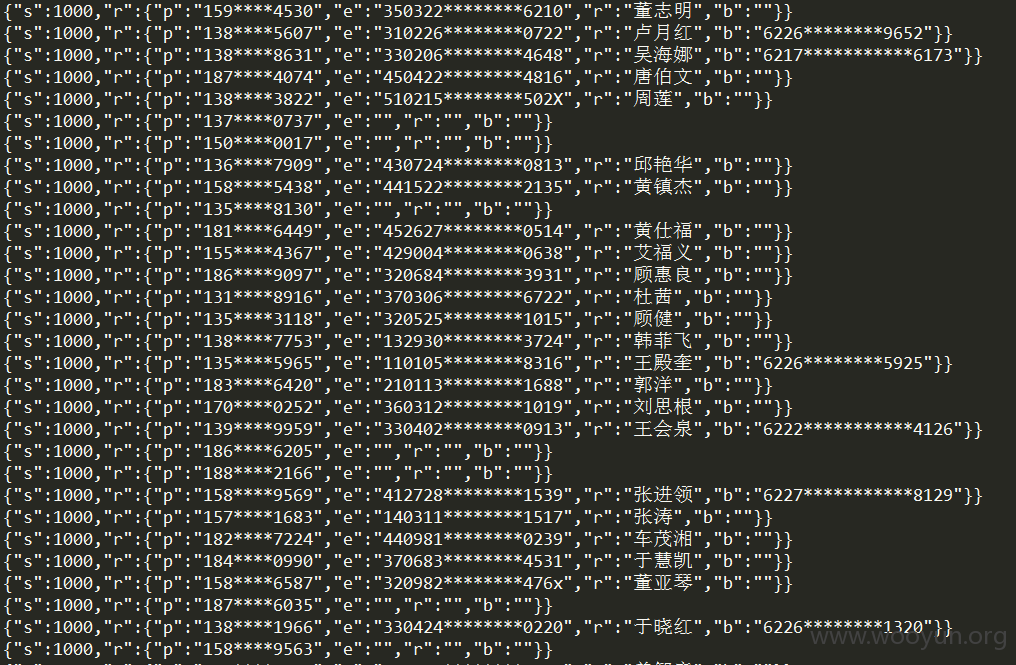 {"s":1000,"r":{"p":"159****4530","e":"350322********6210","r":"董志明","b":""}}
{"s":1000,"r":{"p":"138****5607","e":"310226********0722","r":"卢月红","b":"6226********9652"}}
{"s":1000,"r":{"p":"138****8631","e":"330206********4648","r":"吴海娜","b":"6217***********6173"}}
{"s":1000,"r":{"p":"187****4074","e":"450422********4816","r":"唐伯文","b":""}}
{"s":1000,"r":{"p":"138****3822","e":"510215********502X","r":"周莲","b":""}}
{"s":1000,"r":{"p":"137****0737","e":"","r":"","b":""}}
{"s":1000,"r":{"p":"150****0017","e":"","r":"","b":""}}
{"s":1000,"r":{"p":"136****7909","e":"430724********0813","r":"邱艳华","b":""}}
{"s":1000,"r":{"p":"158****5438","e":"441522********2135","r":"黄镇杰","b":""}}
{"s":1000,"r":{"p":"135****8130","e":"","r":"","b":""}}
{"s":1000,"r":{"p":"181****6449","e":"452627********0514","r":"黄仕福","b":""}}
{"s":1000,"r":{"p":"155****4367","e":"429004********0638","r":"艾福义","b":""}}
{"s":1000,"r":{"p":"186****9097","e":"320684********3931","r":"顾惠良","b":""}}
{"s":1000,"r":{"p":"131****8916","e":"370306********6722","r":"杜茜","b":""}}
{"s":1000,"r":{"p":"135****3118","e":"320525********1015","r":"顾健","b":""}}
{"s":1000,"r":{"p":"138****7753","e":"132930********3724","r":"韩菲飞","b":""}}
{"s":1000,"r":{"p":"135****5965","e":"110105********8316","r":"王殿奎","b":"6226********5925"}}
{"s":1000,"r":{"p":"183****6420","e":"210113********1688","r":"郭洋","b":""}}
{"s":1000,"r":{"p":"170****0252","e":"360312********1019","r":"刘思根","b":""}}
{"s":1000,"r":{"p":"139****9959","e":"330402********0913","r":"王会泉","b":"6222***********4126"}}
{"s":1000,"r":{"p":"186****6205","e":"","r":"","b":""}}
{"s":1000,"r":{"p":"188****2166","e":"","r":"","b":""}}
{"s":1000,"r":{"p":"158****9569","e":"412728********1539","r":"张进领","b":"6227***********8129"}}
{"s":1000,"r":{"p":"157****1683","e":"140311********1517","r":"张涛","b":""}}
{"s":1000,"r":{"p":"182****7224","e":"440981********0239","r":"车茂湘","b":""}}
{"s":1000,"r":{"p":"184****0990","e":"370683********4531","r":"于慧凯","b":""}}
{"s":1000,"r":{"p":"158****6587","e":"320982********476x","r":"董亚琴","b":""}}
{"s":1000,"r":{"p":"187****6035","e":"","r":"","b":""}}
{"s":1000,"r":{"p":"138****1966","e":"330424********0220","r":"于晓红","b":"6226********1320"}}
www.wooyun.org
{"s":1000,"r":{"p":"158****9563","e":"","r":"","b":""}}